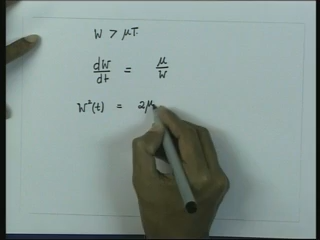 W > μT.
dW/dt = μ/W
W²(t) = 2μ